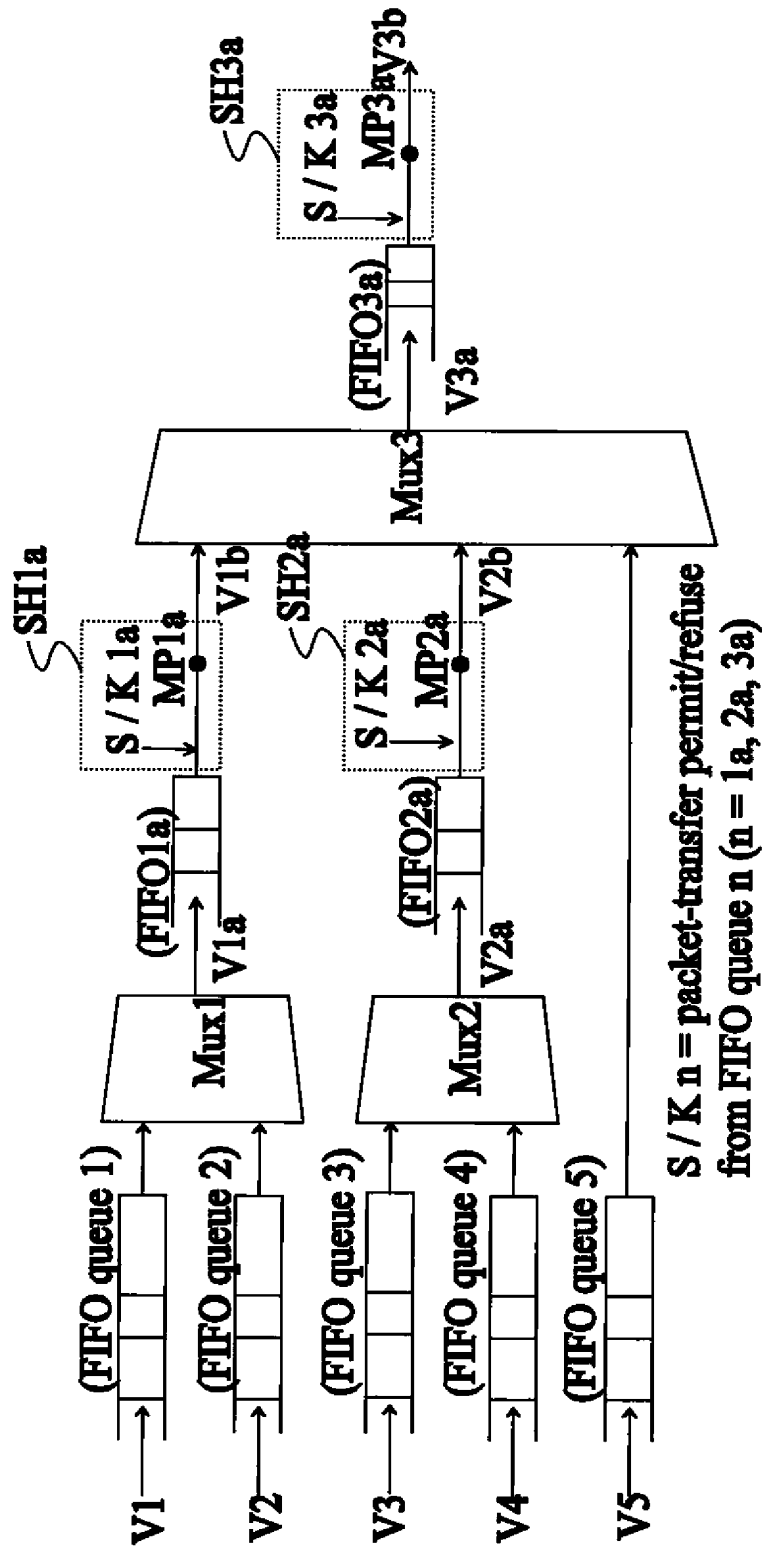 V1
(FIFO queue 1)
V2
(FIFO queue 2)
V3
(FIFO queue 3)
V4
(FIFO queue 4)
V5
(FIFO queue 5)
Mux1
Mux2
V1a
(FIFO1a)
V2a
(FIFO2a)
SH1a
S / K 1a
MP1a
V1b
SH2a
S / K 2a
MP2a
V2b
Mux3
V3a
(FIFO3a)
SH3a
S / K 3a
MP3a
V3b
S / K n = packet-transfer permit/refuse
from FIFO queue n (n = 1a, 2a, 3a)